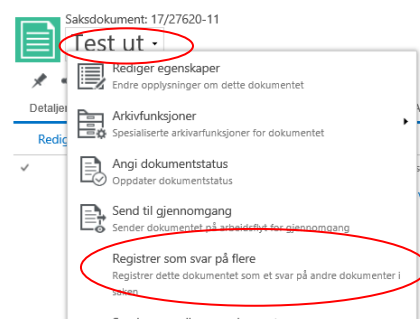 Saksdokument: 17/27620-11
Test ut
Rediger egenskaper
Endre opplysninger om dette dokumentet
Detaljer
Arkivfunksjoner
Spesialiserte arkivarfunksjoner for dokumentet
Redig
Angi dokumentstatus
Oppdater dokumentstatus
Send til gjennomgang
Sender dokumentet på arbeidsflyt for gjennomgang
Registrer som svar på flere
Registrer dette dokumentet som et svar på andre dokumenter i
saken